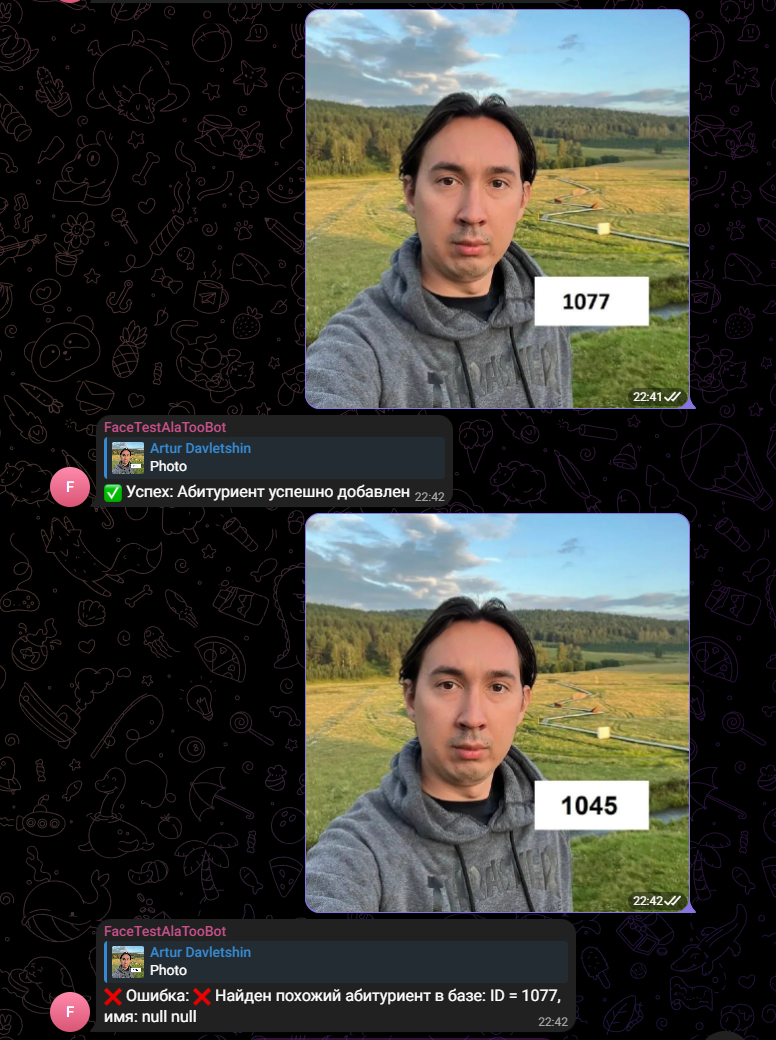 1077
22:41
FaceTestAlaTooBot
Artur Davletshin
Photo
F
✅ Успех: Абитуриент успешно добавлен 22:42
1045
22:42
FaceTestAlaTooBot
Artur Davletshin
Photo
❌ Ошибка: ❌ Найден похожий абитуриент в базе: ID = 1077,
F
имя: null null 22:42